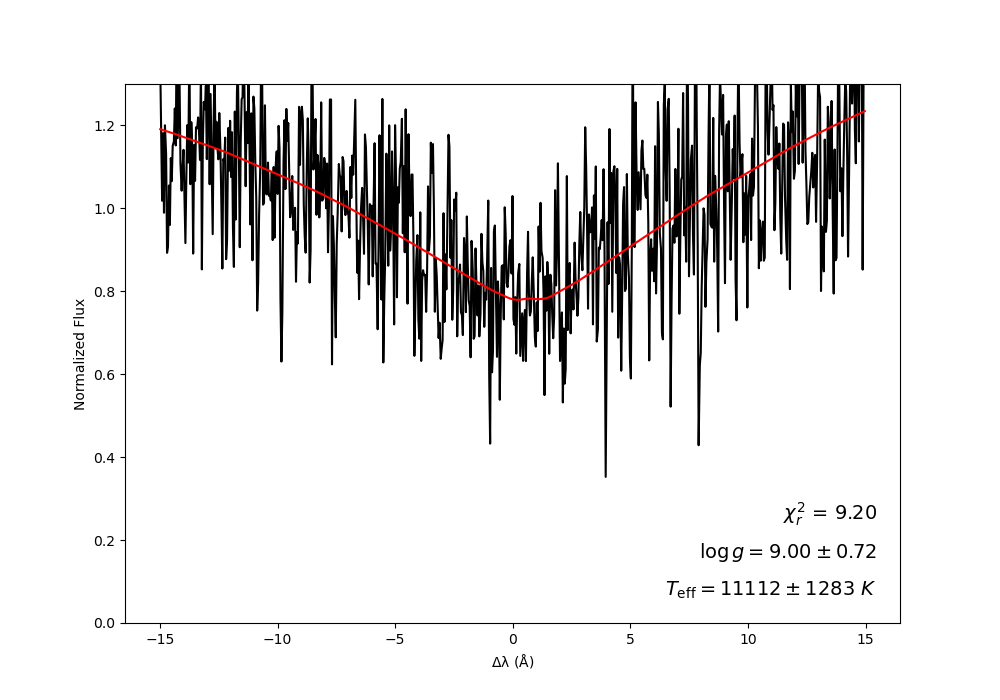 1.2
1.0
0.8
0.6
0.4
0.2
0.0
Normalized Flux
χ²ᵣ = 9.20
log g = 9.00 ± 0.72
T_eff = 11112 ± 1283 K
−15 −10 −5 0 5 10 15
Δλ (Å)